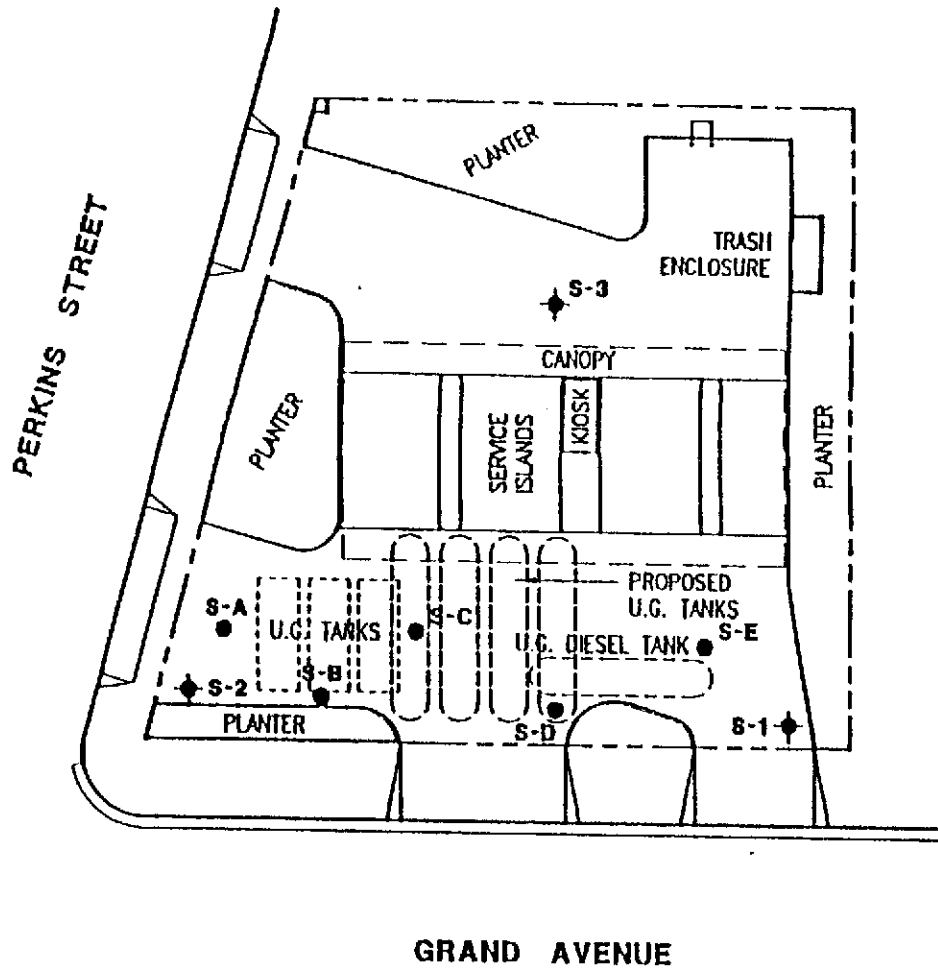 PLANTER
TRASH
ENCLOSURE
PERKINS STREET
S-3
CANOPY
PLANTER
SERVICE
ISLANDS
KIOSK
PLANTER
PROPOSED
U.G. TANKS
S-A
U.G. TANKS
S-C
U.G. DIESEL TANK
S-E
S-2
S-B
PLANTER
S-D
S-1
GRAND AVENUE